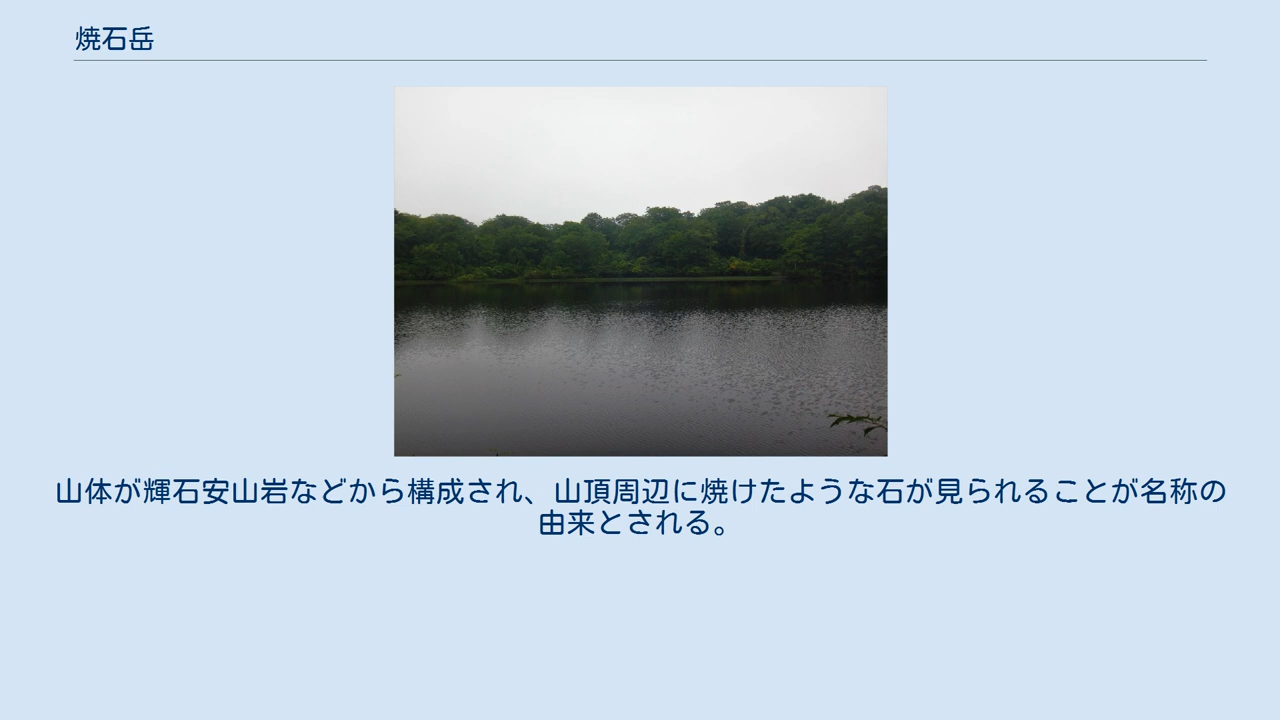 焼石岳
山体が輝石安山岩などから構成され、山頂周辺に焼けたような石が見られることが名称の
由来とされる。